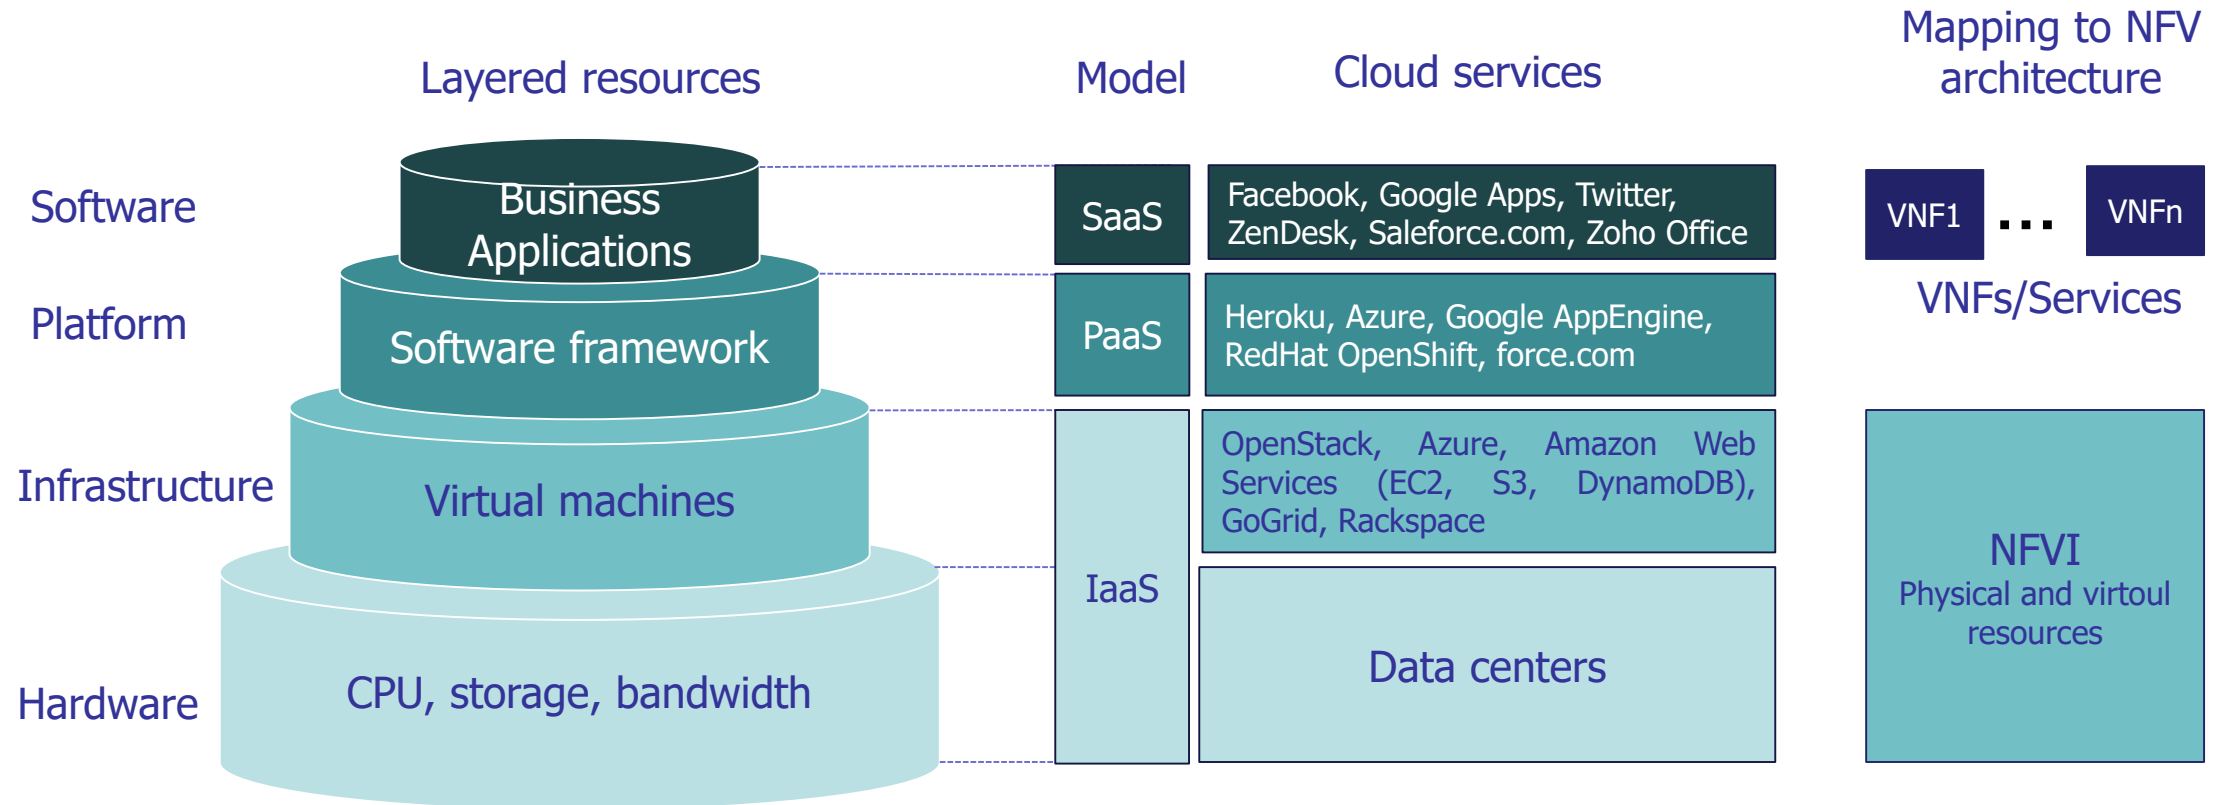 Layered resources
Model
Cloud services
Mapping to NFV
architecture
Software
Business
Applications
SaaS
Facebook, Google Apps, Twitter,
ZenDesk, Saleforce.com, Zoho Office
VNF1
...
VNFn
VNFs/Services
Platform
Software framework
PaaS
Heroku, Azure, Google AppEngine,
RedHat OpenShift, force.com
Infrastructure
Virtual machines
IaaS
OpenStack, Azure, Amazon Web
Services (EC2, S3, DynamoDB),
GoGrid, Rackspace
NFVI
Physical and virtoul
resources
Hardware
CPU, storage, bandwidth
Data centers